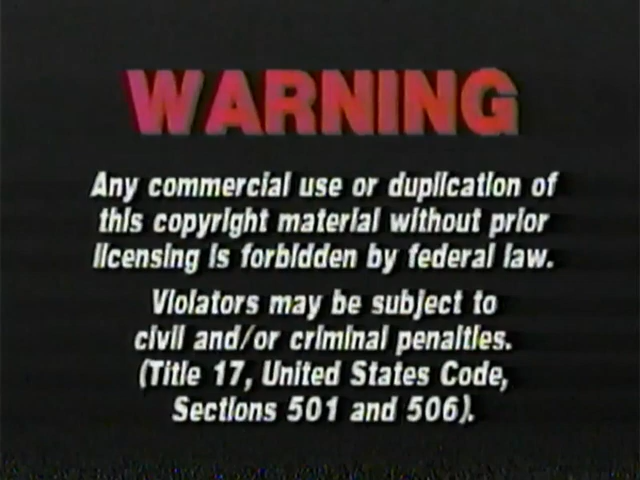 WARNING
Any commercial use or duplication of
this copyright material without prior
licensing is forbidden by federal law.
Violators may be subject to
civil and/or criminal penalties.
(Title 17, United States Code,
Sections 501 and 506).